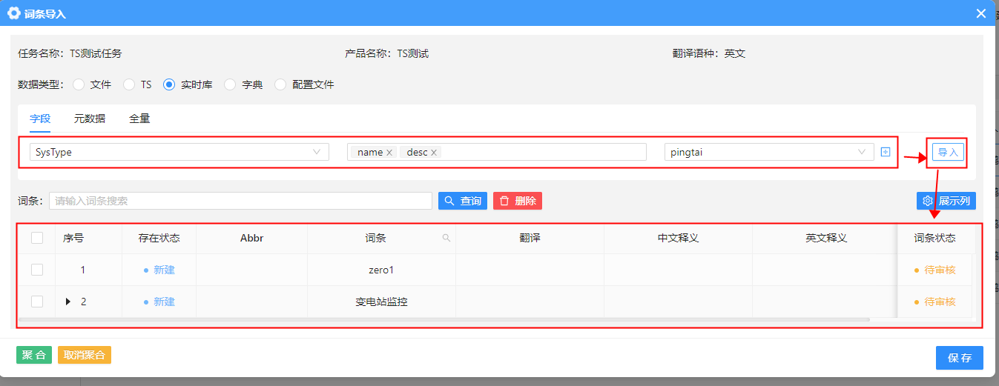 词条导入
任务名称：TS测试任务 产品名称：TS测试 翻译语种：英文
数据类型： 文件 TS 实时库 字典 配置文件
字段 元数据 全量
SysType name desc pingtai 导入
词条： 请输入词条搜索 查询 删除 展示列
序号 存在状态 Abbr 词条 翻译 中文释义 英文释义 词条状态
1 新建 zero1 待审核
2 新建 变电站监控 待审核
聚合 取消聚合 保存